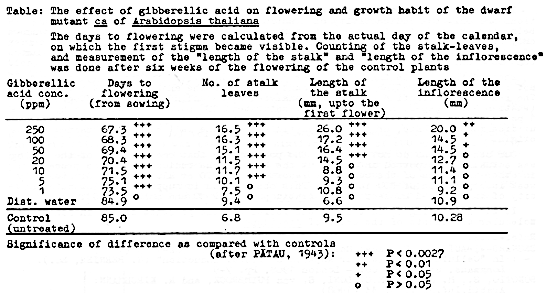 Table: The effect of gibberellic acid on flowering and growth habit of the dwarf
mutant ca of Arabidopsis thaliana
The days to flowering were calculated from the actual day of the calendar,
on which the first stigma became visible. Counting of the stalk-leaves,
and measurement of the "length of the stalk" and "length of the inflorescence"
was done after six weeks of the flowering of the control plants
Gibberellic Days to No. of stalk Length of Length of the
acid conc. flowering leaves the stalk inflorescence
(ppm) (from sowing) (mm, upto the (mm)
first flower)
250 67.3 +++ 16.5 +++ 26.0 +++ 20.0 ++
100 68.3 +++ 16.3 +++ 17.2 +++ 14.5 +
50 69.4 +++ 15.1 +++ 16.4 +++ 14.5 +
20 70.4 +++ 11.5 +++ 14.5 +++ 12.7 o
10 71.5 +++ 11.7 +++ 8.8 o 11.4 o
5 75.1 +++ 10.1 +++ 9.3 o 11.1 o
1 73.5 +++ 7.5 o 10.8 o 9.2 o
Dist. water 84.9 o 9.4 o 6.6 o 10.9 o
Control 85.0 6.8 9.5 10.28
(untreated)
Significance of difference as compared with controls
(after PÄTAU, 1943): +++ P < 0.0027
++ P < 0.01
+ P < 0.05
o P > 0.05